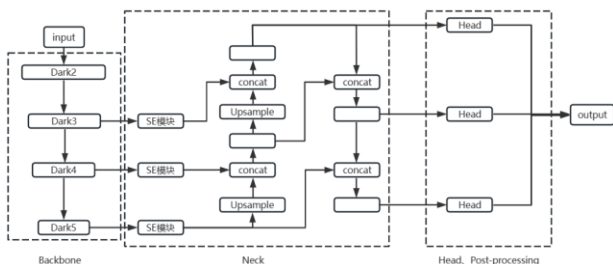 input
Dark2
Dark3
Dark4
Dark5
Backbone
SE模块
SE模块
SE模块
concat
Upsample
concat
Upsample
concat
concat
Neck
Head
Head
Head
output
Head、Post-processing